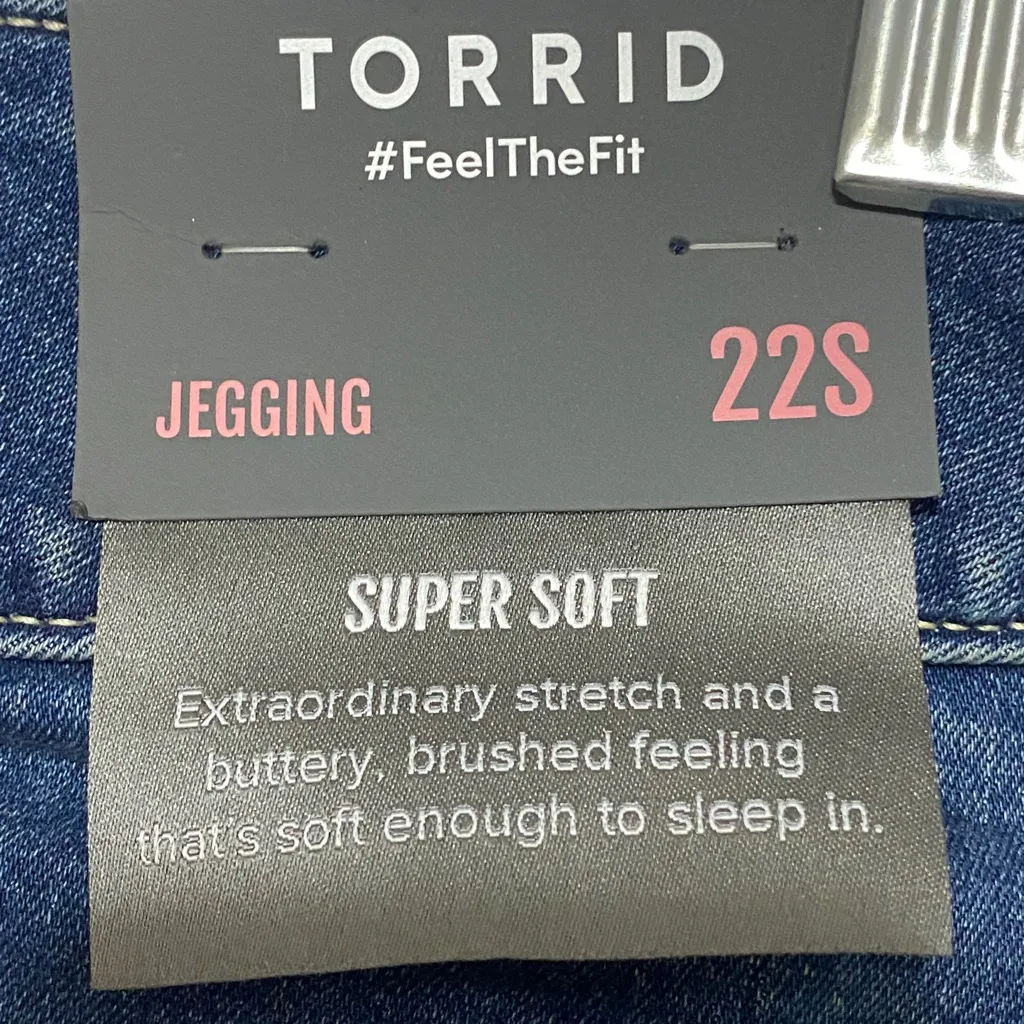 TORRID
#FeelTheFit
JEGGING 22S
SUPER SOFT
Extraordinary stretch and a
buttery, brushed feeling
that's soft enough to sleep in.